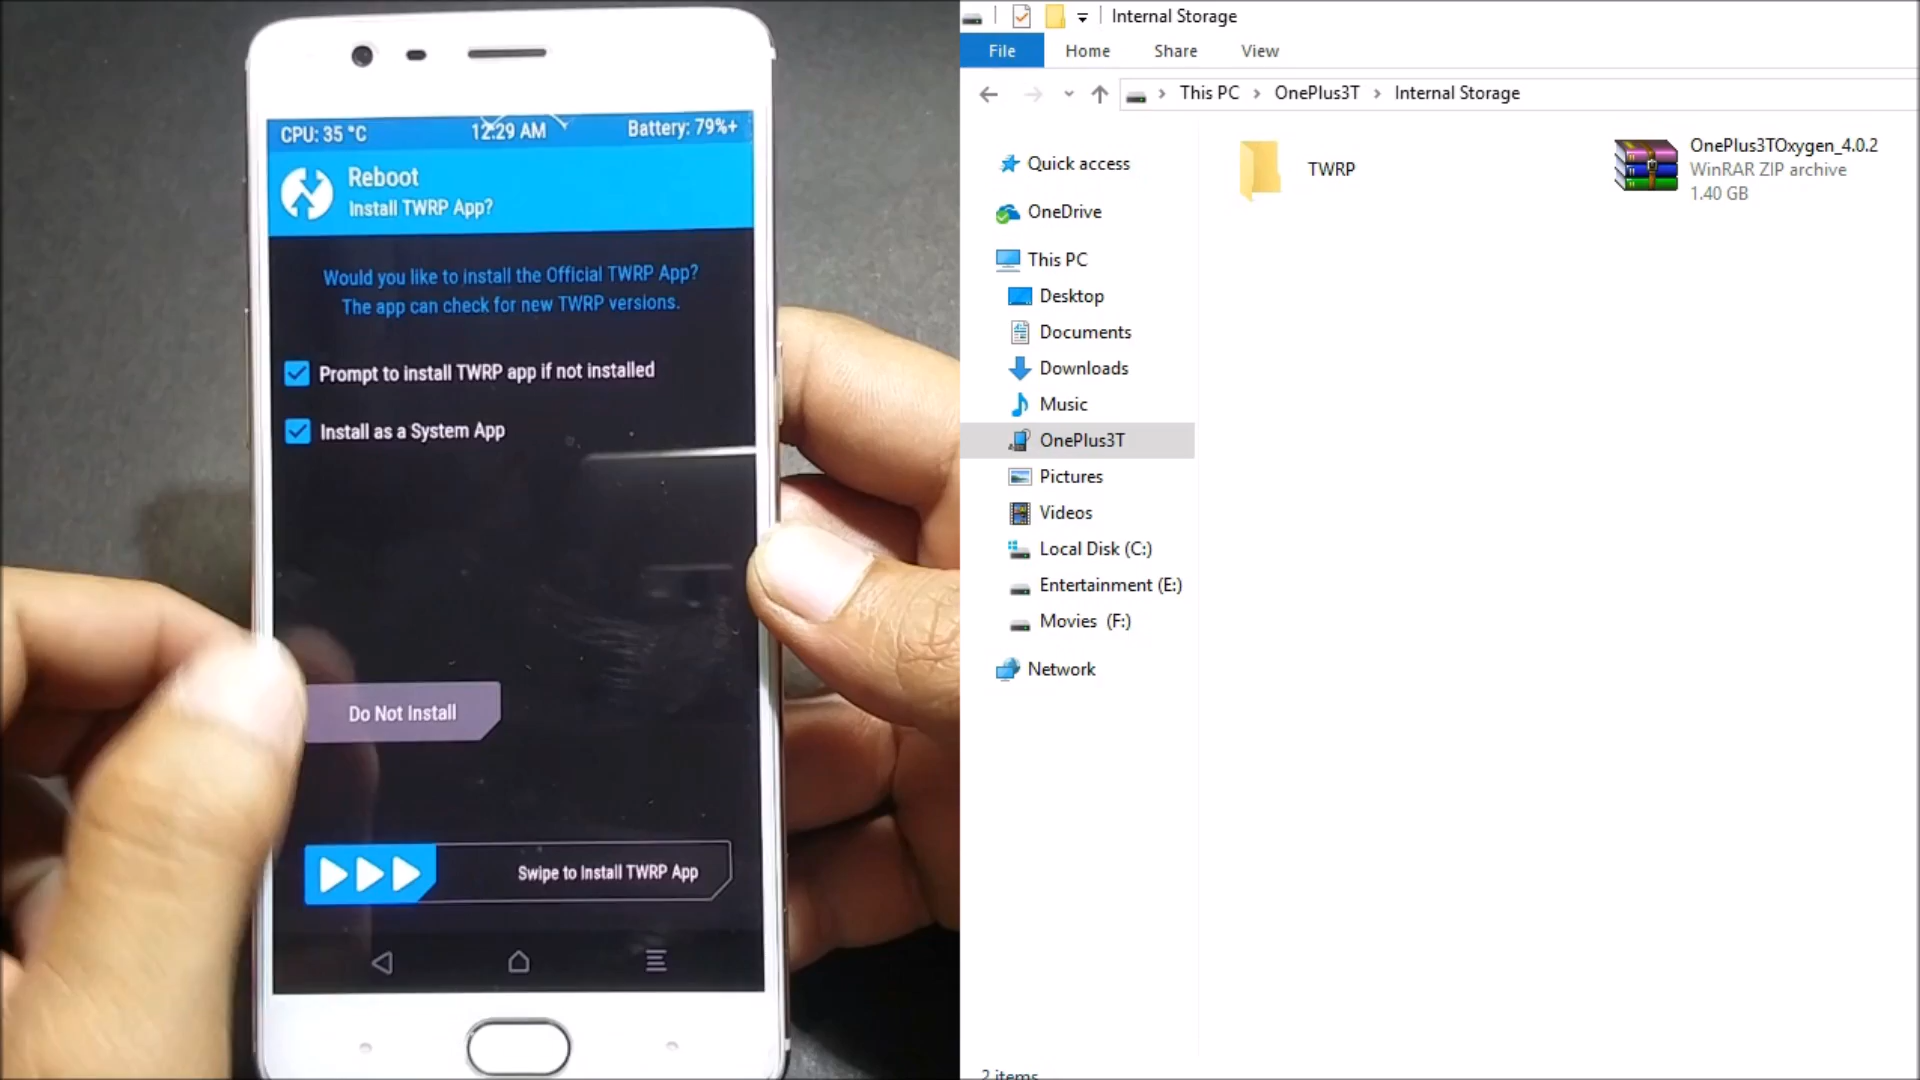 CPU: 35 °C
12:29 AM
Battery: 79%+
Reboot
Install TWRP App?
Would you like to install the Official TWRP App?
The app can check for new TWRP versions.
Prompt to install TWRP app if not installed
Install as a System App
Do Not Install
Swipe to Install TWRP App
Internal Storage
File
Home
Share
View
This PC
OnePlus3T
Internal Storage
Quick access
OneDrive
This PC
Desktop
Documents
Downloads
Music
OnePlus3T
Pictures
Videos
Local Disk (C:)
Entertainment (E:)
Movies (F:)
Network
TWRP
OnePlus3TOxygen_4.0.2
WinRAR ZIP archive
1.40 GB
2 items